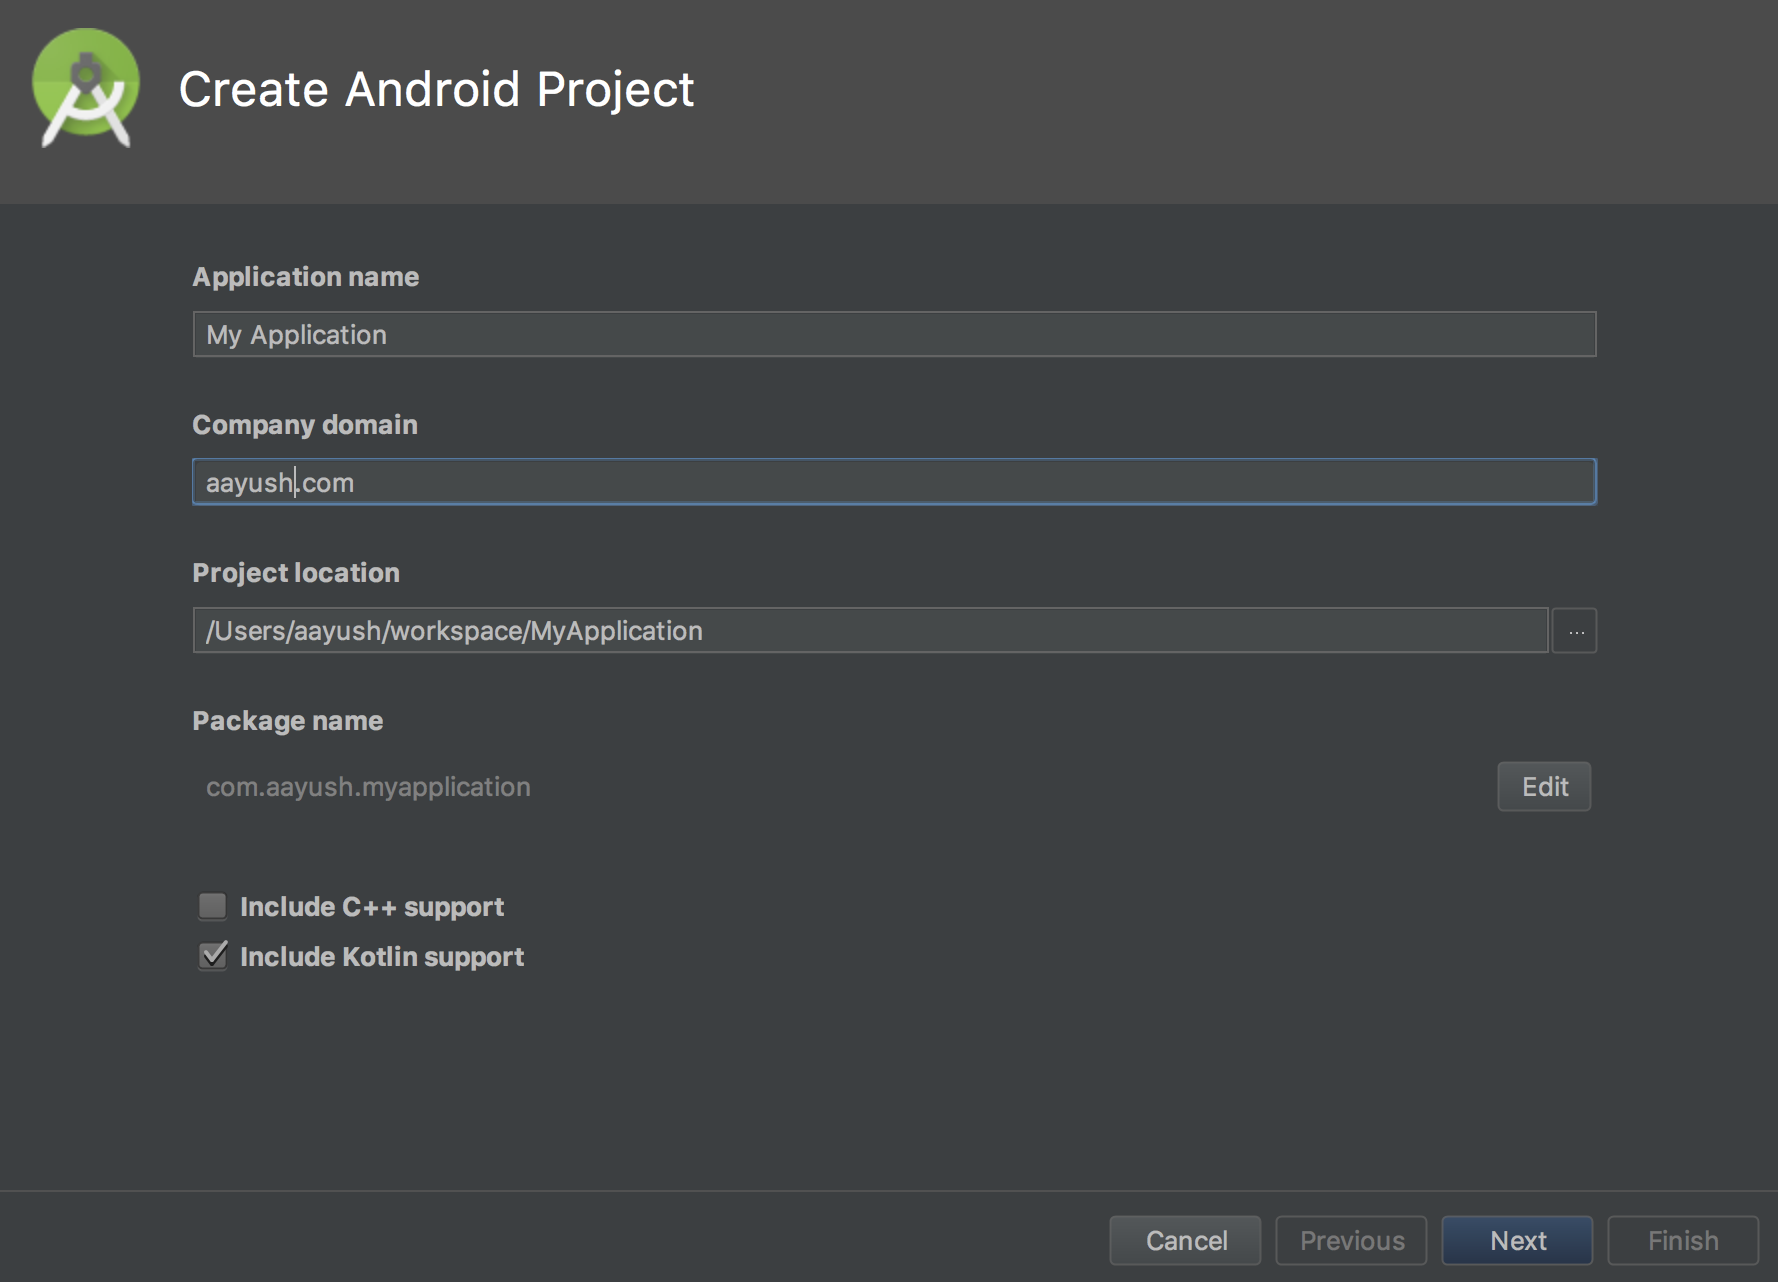 Create Android Project
Application name
My Application
Company domain
aayush.com
Project location
/Users/aayush/workspace/MyApplication
...
Package name
com.aayush.myapplication
Edit
Include C++ support
Include Kotlin support
Cancel
Previous
Next
Finish